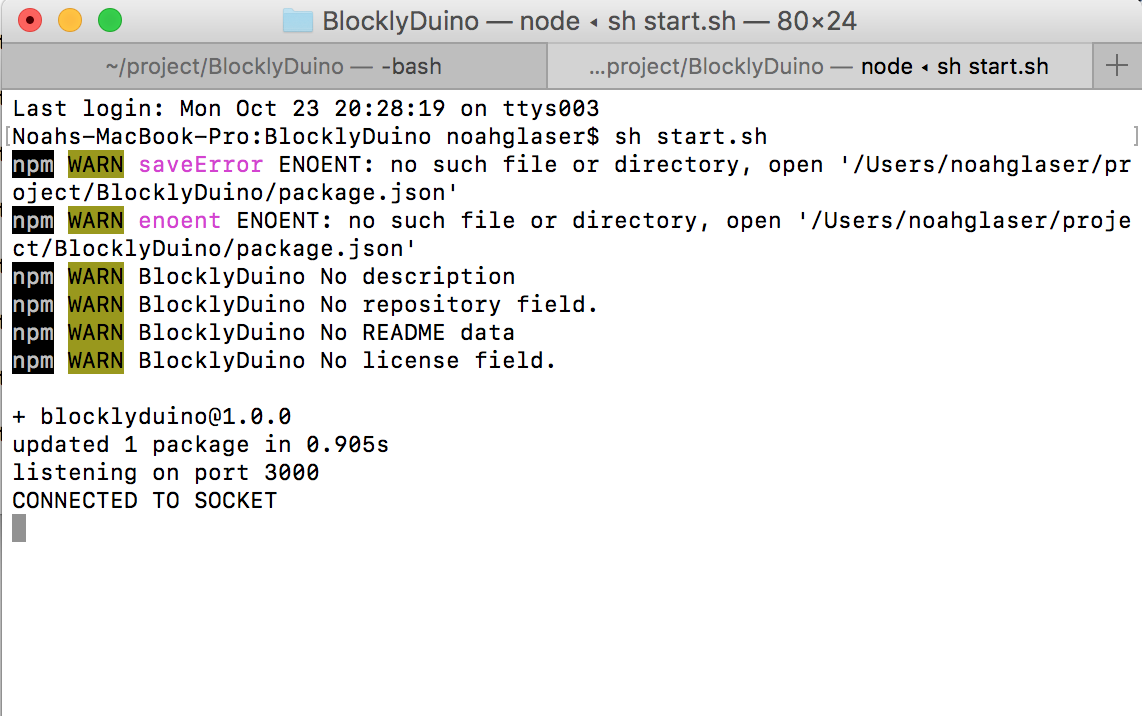 BlocklyDuino — node ◂ sh start.sh — 80×24
~/project/BlocklyDuino — -bash
...project/BlocklyDuino — node ◂ sh start.sh
Last login: Mon Oct 23 20:28:19 on ttys003
[Noahs-MacBook-Pro:BlocklyDuino noahglaser$ sh start.sh ]
npm WARN saveError ENOENT: no such file or directory, open '/Users/noahglaser/pr
oject/BlocklyDuino/package.json'
npm WARN enoent ENOENT: no such file or directory, open '/Users/noahglaser/proje
ct/BlocklyDuino/package.json'
npm WARN BlocklyDuino No description
npm WARN BlocklyDuino No repository field.
npm WARN BlocklyDuino No README data
npm WARN BlocklyDuino No license field.
+ blocklyduino@1.0.0
updated 1 package in 0.905s
listening on port 3000
CONNECTED TO SOCKET